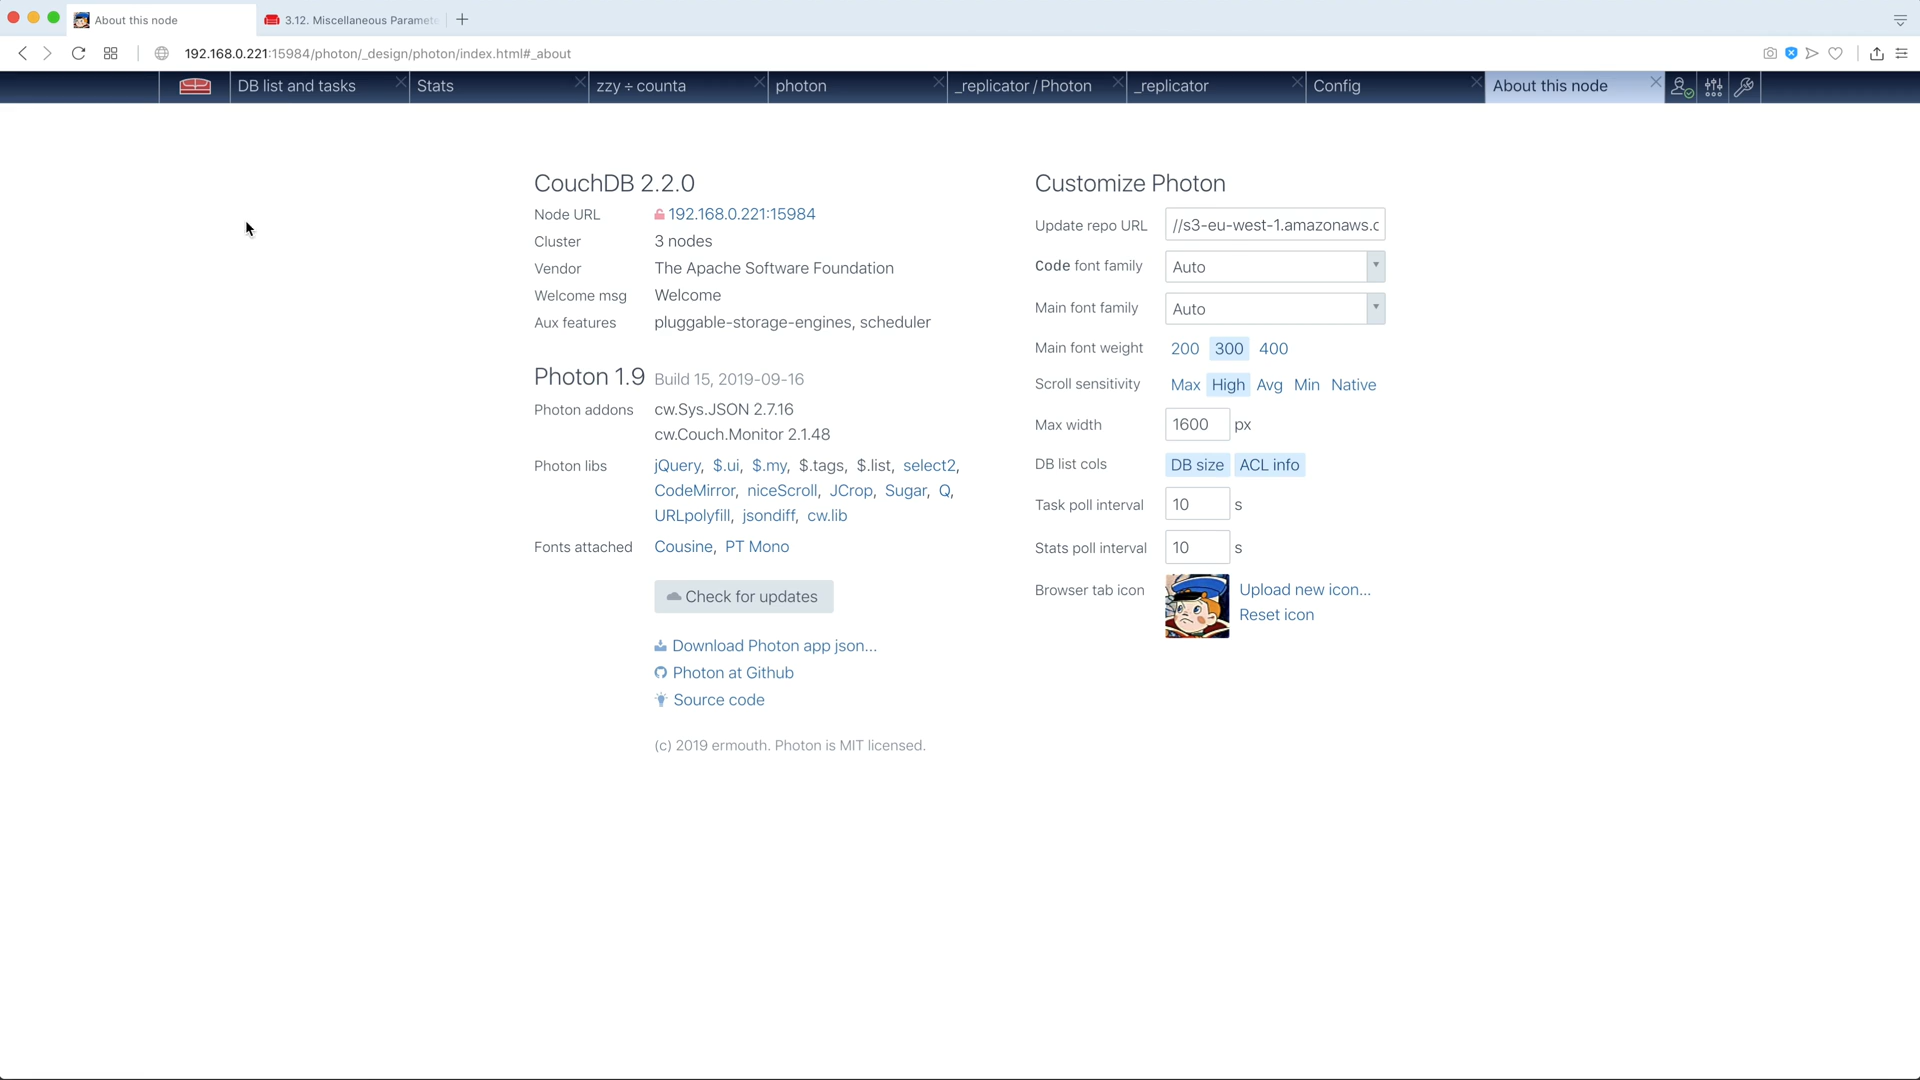 About this node
3.12. Miscellaneous Paramete
192.168.0.221:15984/photon/_design/photon/index.html#_about
DB list and tasks
Stats
zzy ÷ counta
photon
_replicator / Photon
_replicator
Config
About this node
CouchDB 2.2.0
Node URL 192.168.0.221:15984
Cluster 3 nodes
Vendor The Apache Software Foundation
Welcome msg Welcome
Aux features pluggable-storage-engines, scheduler
Photon 1.9 Build 15, 2019-09-16
Photon addons cw.Sys.JSON 2.7.16
cw.Couch.Monitor 2.1.48
Photon libs jQuery, $.ui, $.my, $.tags, $.list, select2,
CodeMirror, niceScroll, JCrop, Sugar, Q,
URLpolyfill, jsondiff, cw.lib
Fonts attached Cousine, PT Mono
Check for updates
Download Photon app json...
Photon at Github
Source code
(c) 2019 ermouth. Photon is MIT licensed.
Customize Photon
Update repo URL //s3-eu-west-1.amazonaws.c
Code font family Auto
Main font family Auto
Main font weight 200 300 400
Scroll sensitivity Max High Avg Min Native
Max width 1600 px
DB list cols DB size ACL info
Task poll interval 10 s
Stats poll interval 10 s
Browser tab icon Upload new icon...
Reset icon